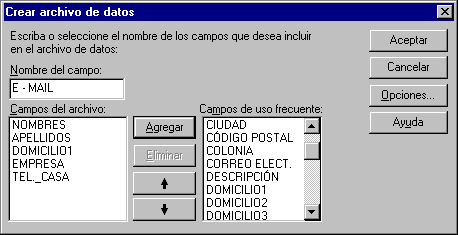 Crear archivo de datos
Escriba o seleccione el nombre de los campos que desea incluir
en el archivo de datos:
Nombre del campo:
E - MAIL
Campos del archivo:
NOMBRES
APELLIDOS
DOMICILIO1
EMPRESA
TEL._CASA
Agregar
Eliminar
Campos de uso frecuente:
CIUDAD
CÓDIGO POSTAL
COLONIA
CORREO ELECT.
DESCRIPCIÓN
DOMICILIO1
DOMICILIO2
DOMICILIO3
Aceptar
Cancelar
Opciones...
Ayuda